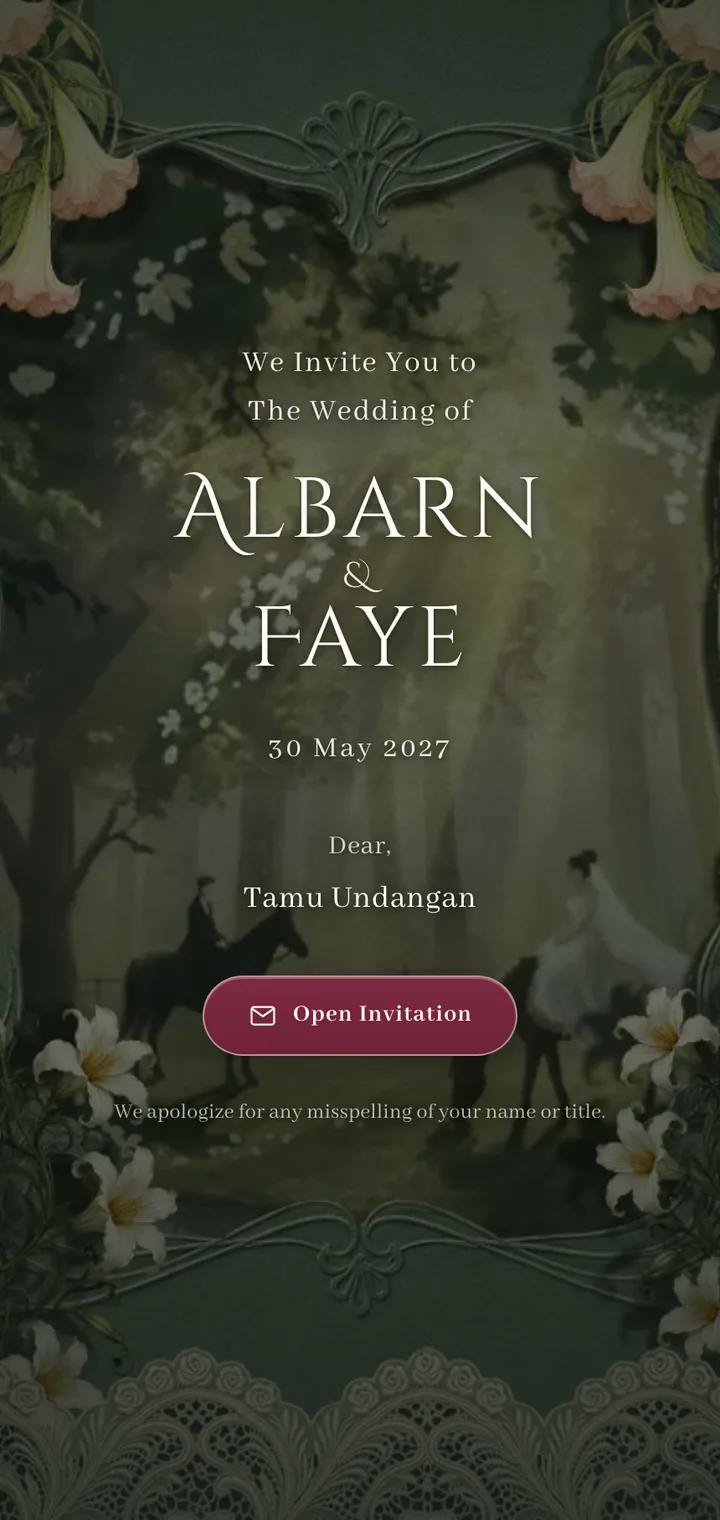 We Invite You to
The Wedding of
ALBARN
&
FAYE
30 May 2027
Dear,
Tamu Undangan
Open Invitation
We apologize for any misspelling of your name or title.